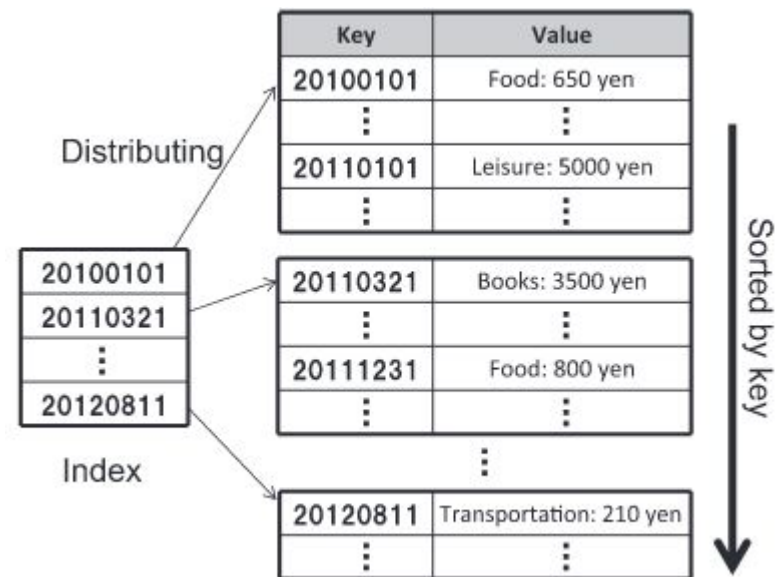 Key Value
20100101 Food: 650 yen
⋮ ⋮
20110101 Leisure: 5000 yen
⋮ ⋮
Distributing
20100101
20110321
⋮
20120811
Index
20110321 Books: 3500 yen
⋮ ⋮
20111231 Food: 800 yen
⋮ ⋮
⋮
20120811 Transportation: 210 yen
⋮ ⋮
Sorted by key